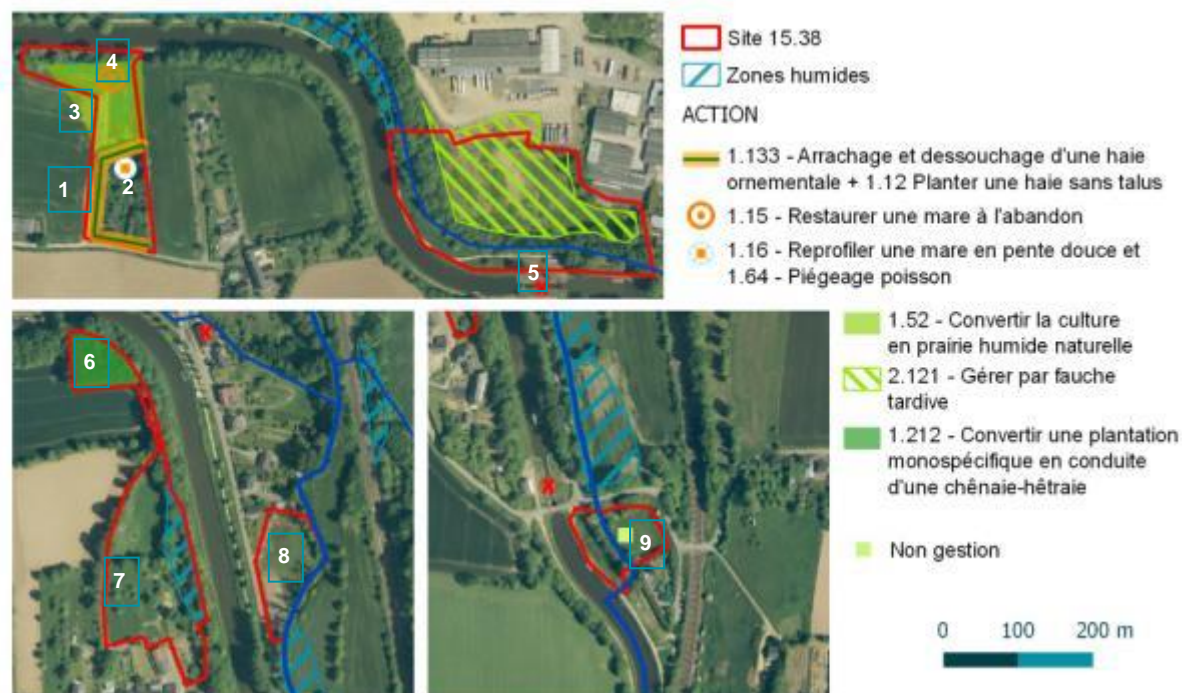 Site 15.38
Zones humides
ACTION
1.133 - Arrachage et dessouchage d'une haie
ornementale + 1.12 Planter une haie sans talus
1.15 - Restaurer une mare à l'abandon
1.16 - Reprofiler une mare en pente douce et
1.64 - Piégeage poisson
4
3
1
2
5
1.52 - Convertir la culture
en prairie humide naturelle
2.121 - Gérer par fauche
tardive
1.212 - Convertir une plantation
monospécifique en conduite
d'une chênaie-hêtraie
Non gestion
6
7
8
9
0 100 200 m